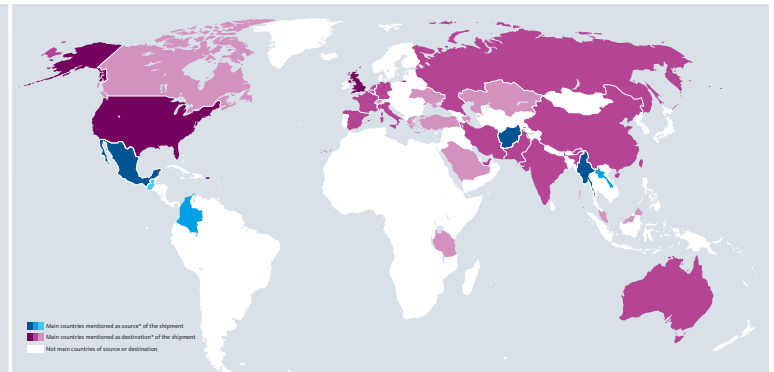 Main countries mentioned as source* of the shipment
Main countries mentioned as destination* of the shipment
Not main countries of source or destination